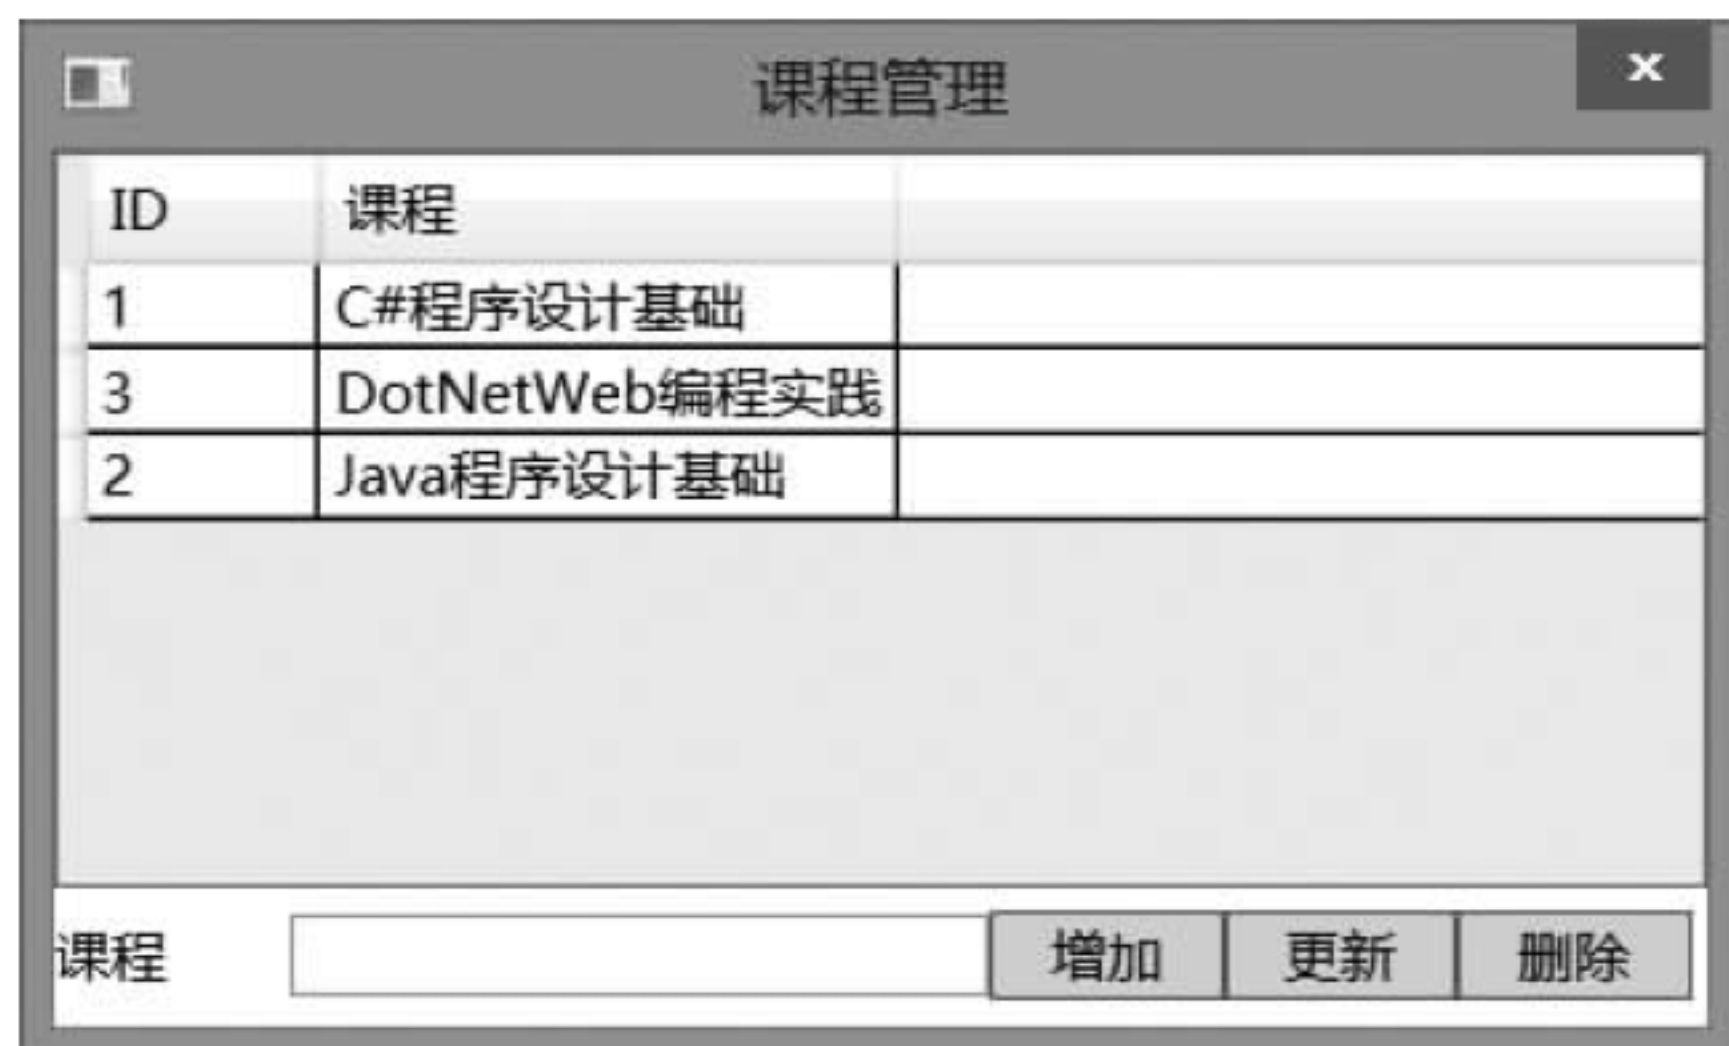 课程管理
ID 课程
1 C#程序设计基础
3 DotNetWeb编程实践
2 Java程序设计基础
课程 增加 更新 删除